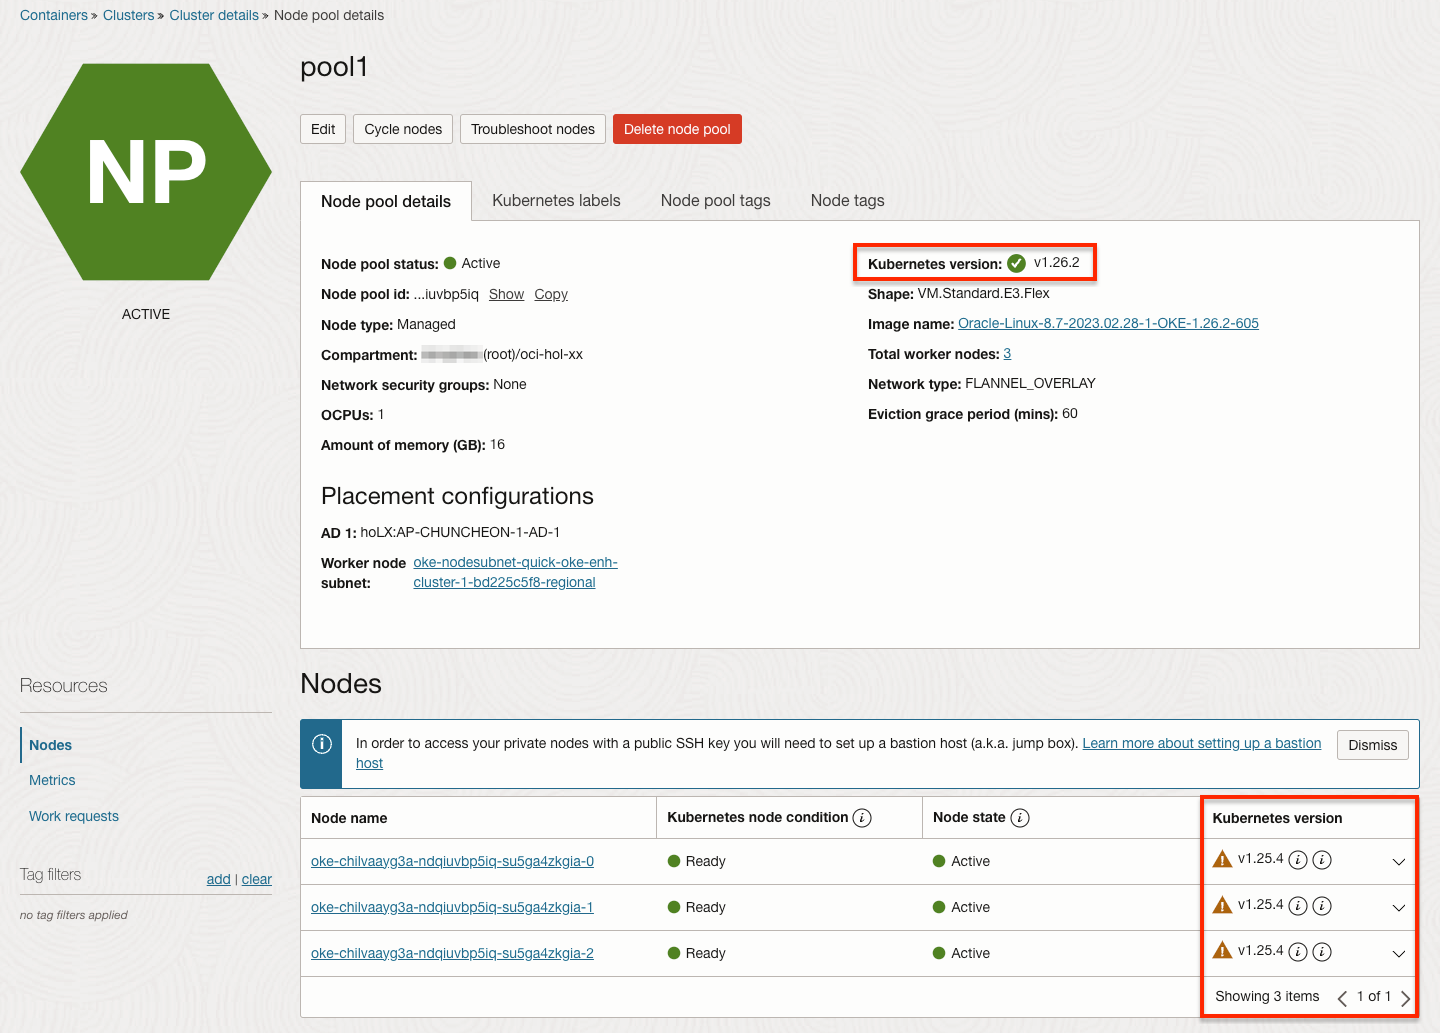 Containers » Clusters » Cluster details » Node pool details
NP
ACTIVE
pool1
Edit Cycle nodes Troubleshoot nodes Delete node pool
Node pool details Kubernetes labels Node pool tags Node tags
Node pool status: Active
Node pool id: ...iuvbp5iq Show Copy
Node type: Managed
Compartment: (root)/oci-hol-xx
Network security groups: None
OCPUs: 1
Amount of memory (GB): 16
Kubernetes version: v1.26.2
Shape: VM.Standard.E3.Flex
Image name: Oracle-Linux-8.7-2023.02.28-1-OKE-1.26.2-605
Total worker nodes: 3
Network type: FLANNEL_OVERLAY
Eviction grace period (mins): 60
Placement configurations
AD 1: hoLX:AP-CHUNCHEON-1-AD-1
Worker node subnet: oke-nodesubnet-quick-oke-enh-
cluster-1-bd225c5f8-regional
Resources
Nodes
Metrics
Work requests
Tag filters add | clear
no tag filters applied
Nodes
In order to access your private nodes with a public SSH key you will need to set up a bastion host (a.k.a. jump box). Learn more about setting up a bastion
host
Dismiss
Node name Kubernetes node condition Node state Kubernetes version
oke-chilvaayg3a-ndqiuvbp5iq-su5ga4zkgia-0 Ready Active v1.25.4
oke-chilvaayg3a-ndqiuvbp5iq-su5ga4zkgia-1 Ready Active v1.25.4
oke-chilvaayg3a-ndqiuvbp5iq-su5ga4zkgia-2 Ready Active v1.25.4
Showing 3 items 1 of 1